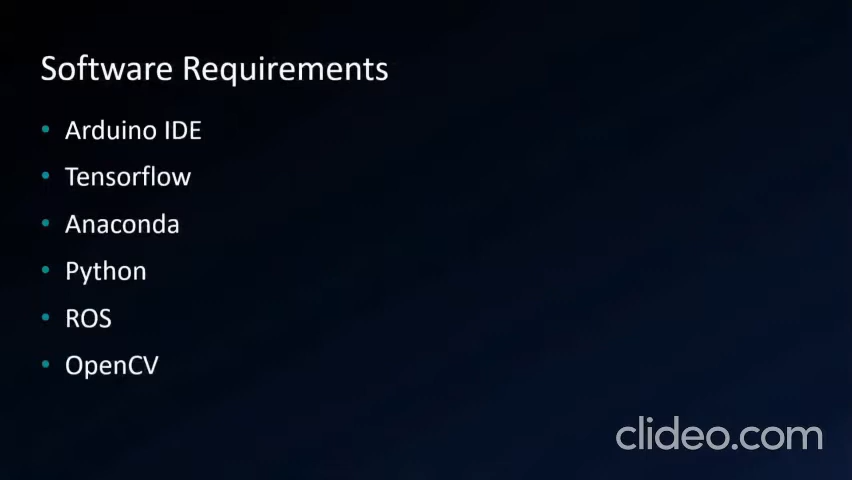 Software Requirements
• Arduino IDE
• Tensorflow
• Anaconda
• Python
• ROS
• OpenCV
clideo.com